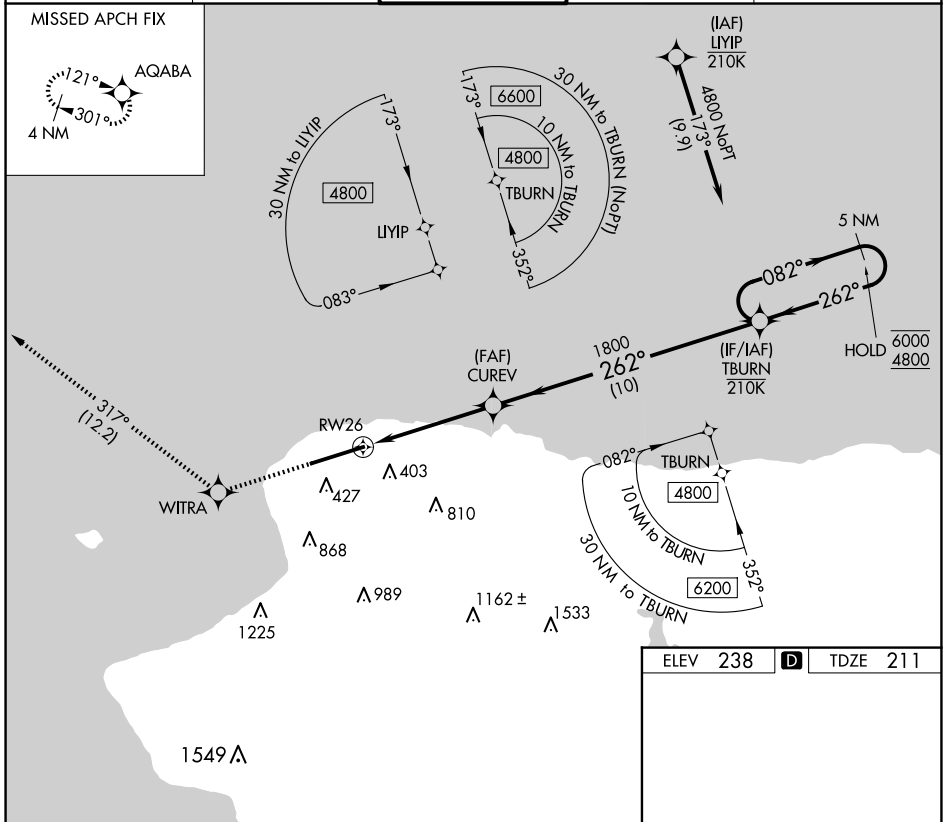 MISSED APCH FIX
AQABA
121°
301°
4 NM
(IAF)
LIYIP
210K
4800 NoPT
173°
(9.9)
30 NM to LIYIP
173°
4800
LIYIP
083°
173°
6600
30 NM to TBURN (NoPT)
4800
10 NM to TBURN
TBURN
352°
5 NM
082°
262°
HOLD
6000
4800
(IF/IAF)
TBURN
210K
1800
262°
(10)
(FAF)
CUREV
317°
(12.2)
RW26
WITRA
403
427
810
868
989
1162 ±
1533
1225
1549
082°
TBURN
4800
10 NM to TBURN
30 NM to TBURN
6200
352°
ELEV 238 D TDZE 211